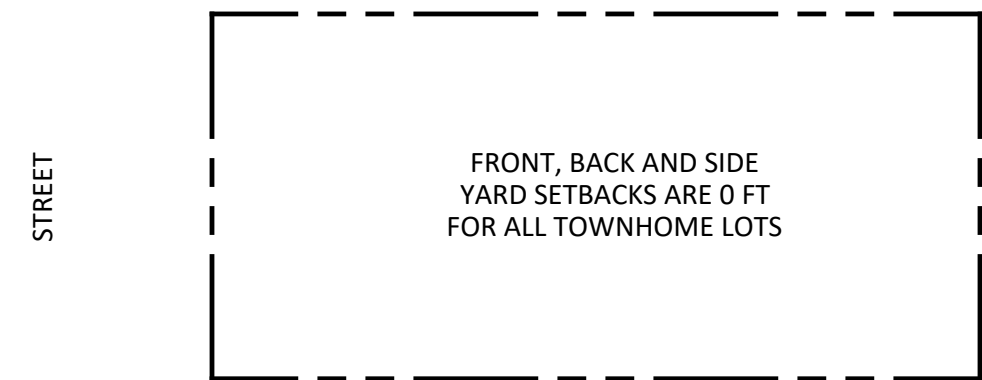 STREET
FRONT, BACK AND SIDE
YARD SETBACKS ARE 0 FT
FOR ALL TOWNHOME LOTS